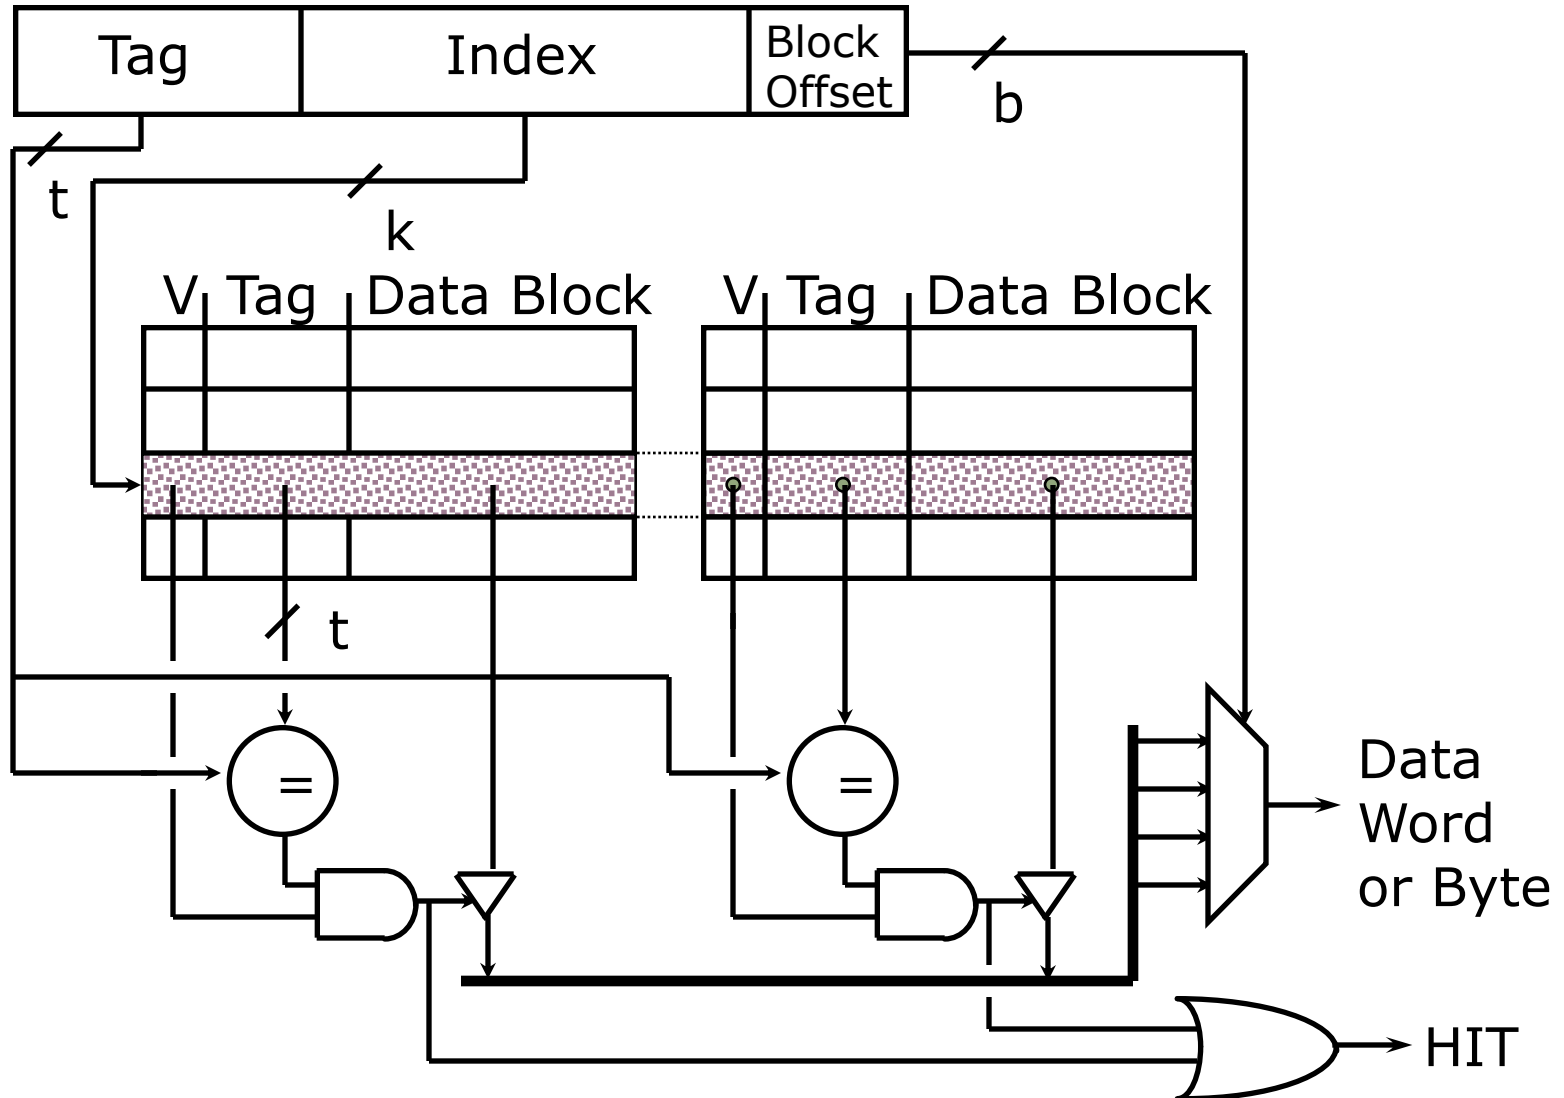 Tag
Index
Block
Offset
b
t
k
V Tag Data Block
V Tag Data Block
t
=
=
Data
Word
or Byte
HIT